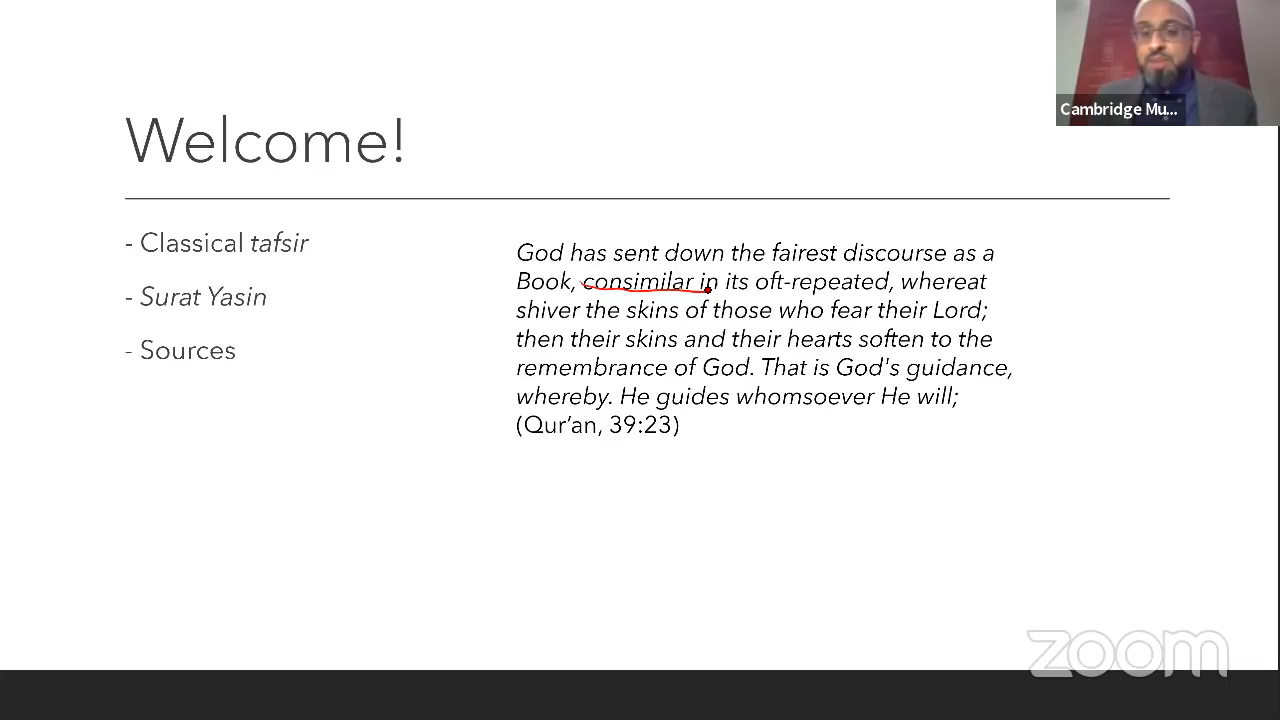 Cambridge Mu...
Welcome!
- Classical tafsir
- Surat Yasin
- Sources
God has sent down the fairest discourse as a
Book, consimilar in its oft-repeated, whereat
shiver the skins of those who fear their Lord;
then their skins and their hearts soften to the
remembrance of God. That is God's guidance,
whereby. He guides whomsoever He will;
(Qur’an, 39:23)
zoom